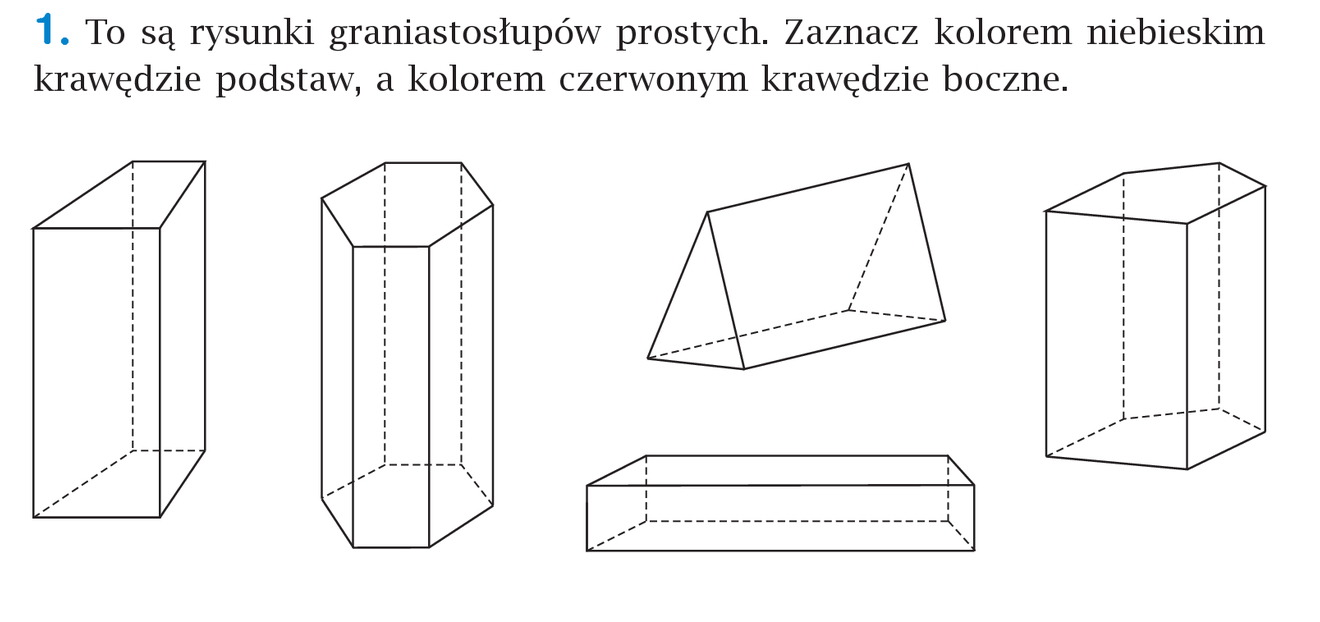 1. To są rysunki graniastosłupów prostych. Zaznacz kolorem niebieskim
krawędzie podstaw, a kolorem czerwonym krawędzie boczne.